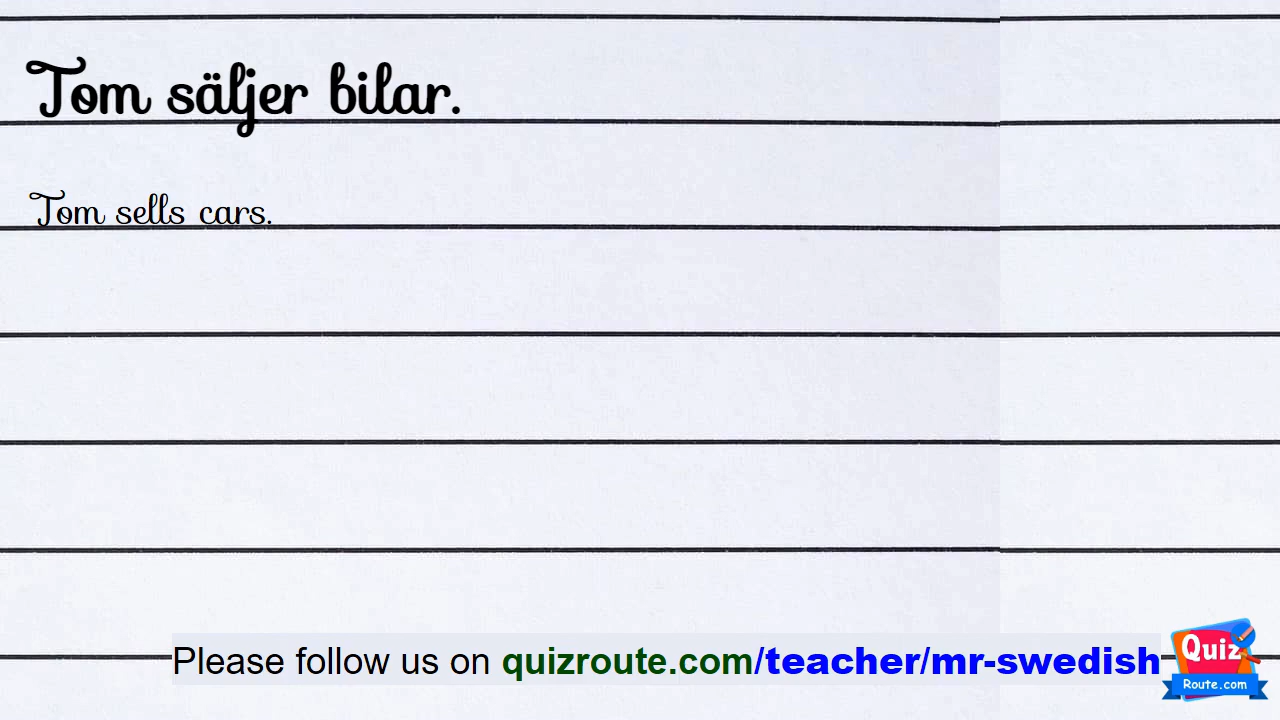 Tom säljer bilar.
Tom sells cars.
Please follow us on quizroute.com/teacher/mr-swedish
Quiz
Route.com